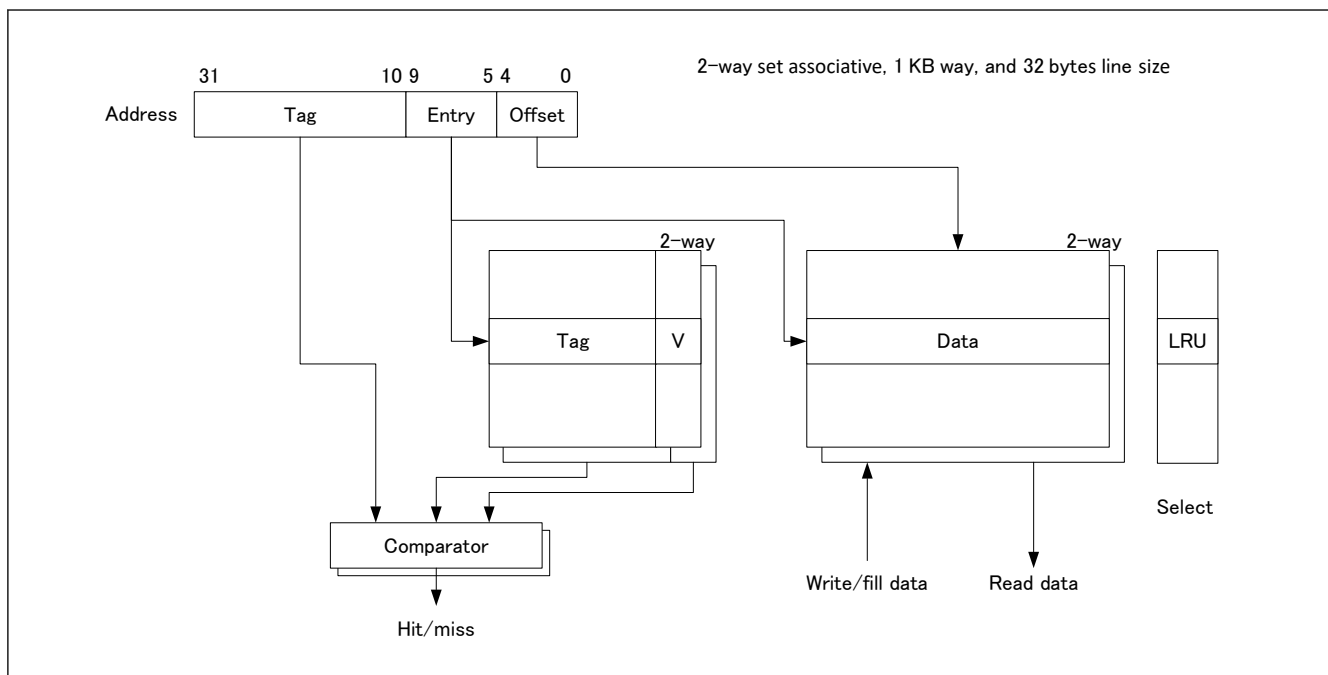 31 10 9 5 4 0
2-way set associative, 1 KB way, and 32 bytes line size
Address Tag Entry Offset
2-way 2-way
Tag V Data LRU
Select
Comparator
Write/fill data Read data
Hit/miss